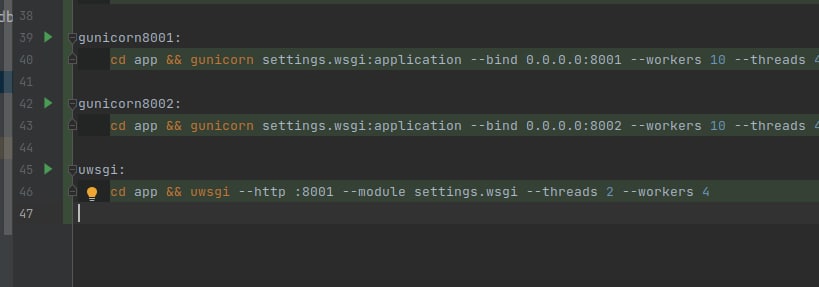 db
38
39 gunicorn8001:
40 cd app && gunicorn settings.wsgi:application --bind 0.0.0.0:8001 --workers 10 --threads 4
41
42 gunicorn8002:
43 cd app && gunicorn settings.wsgi:application --bind 0.0.0.0:8002 --workers 10 --threads 4
44
45 uwsgi:
46 cd app && uwsgi --http :8001 --module settings.wsgi --threads 2 --workers 4
47